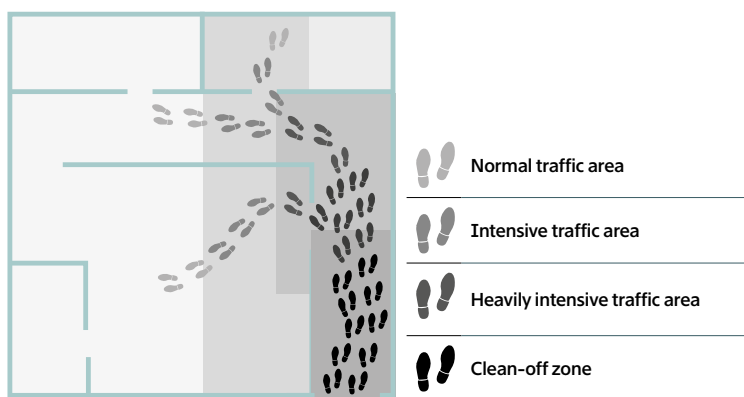 Normal traffic area
Intensive traffic area
Heavily intensive traffic area
Clean-off zone